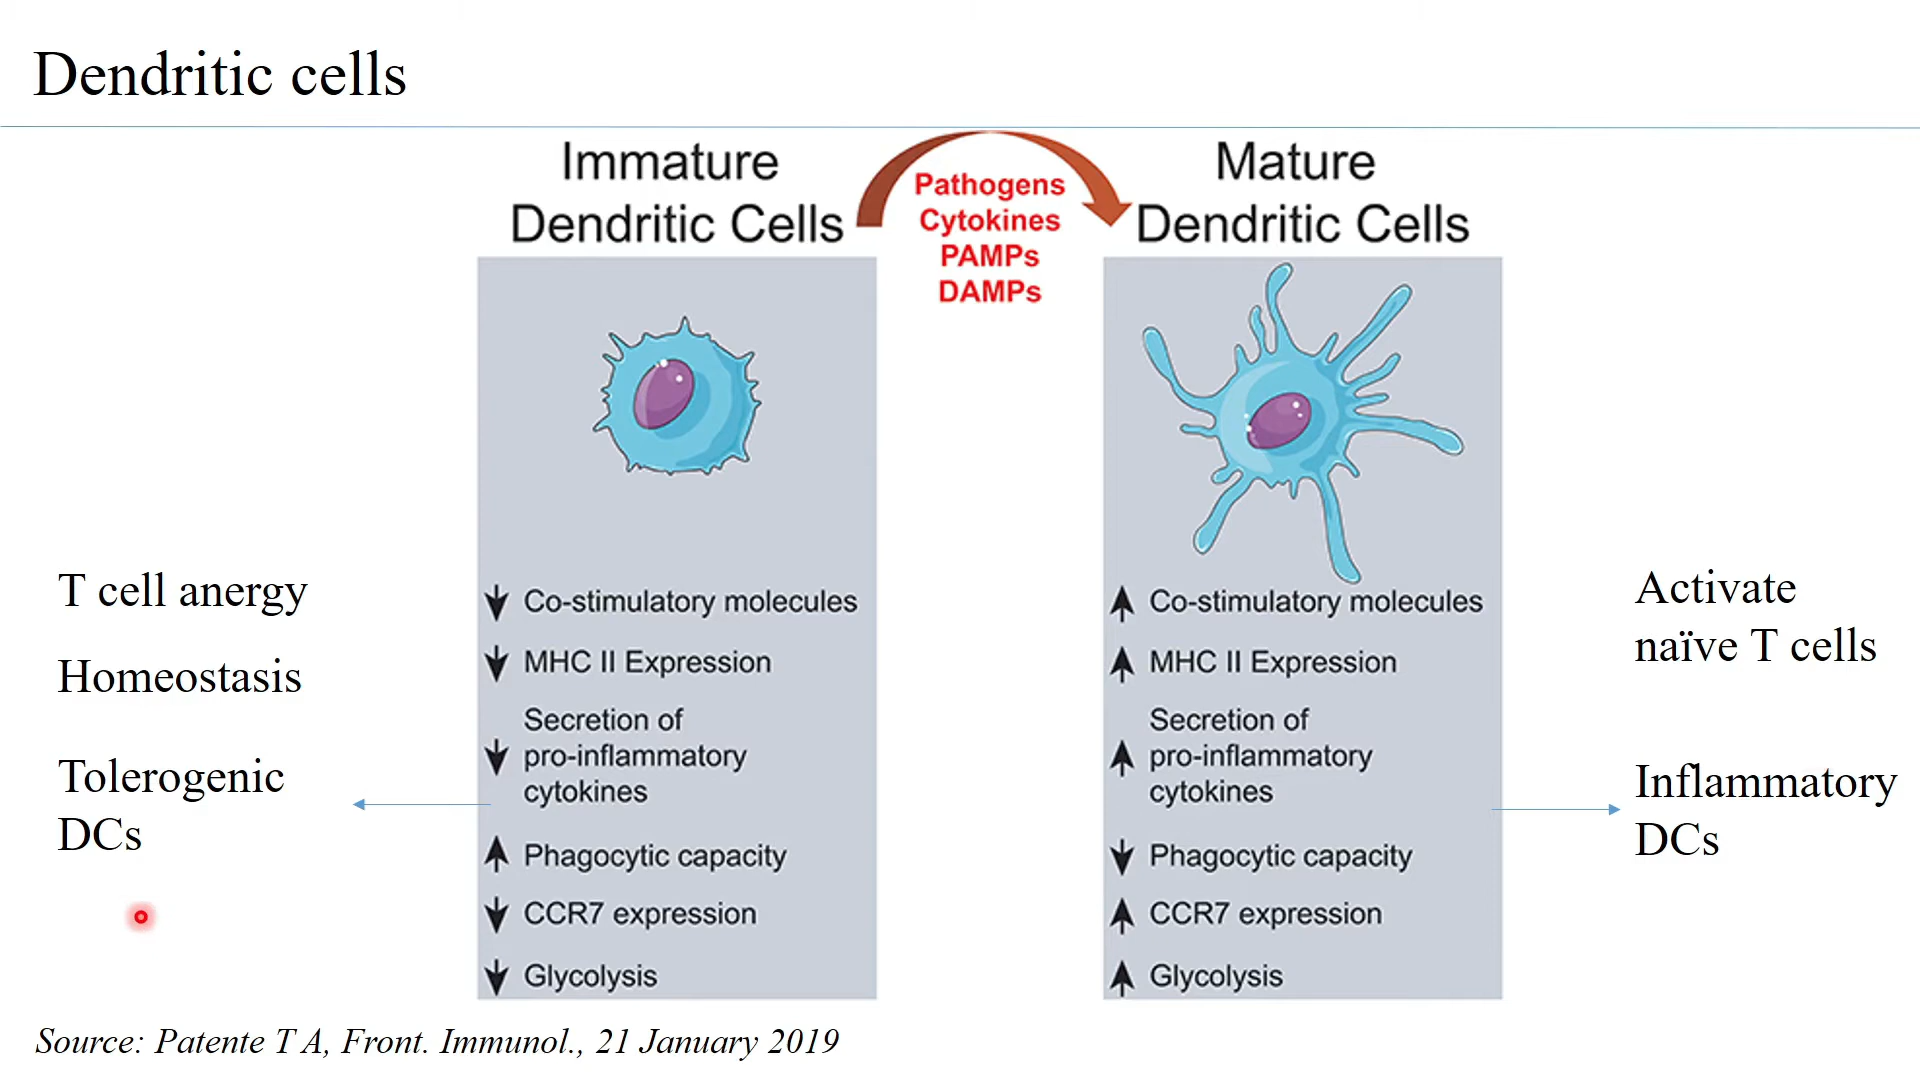 Dendritic cells
Immature
Dendritic Cells
Pathogens
Cytokines
PAMPs
DAMPs
Mature
Dendritic Cells
T cell anergy
Homeostasis
Tolerogenic
DCs
Co-stimulatory molecules
MHC II Expression
Secretion of
pro-inflammatory
cytokines
Phagocytic capacity
CCR7 expression
Glycolysis
Co-stimulatory molecules
MHC II Expression
Secretion of
pro-inflammatory
cytokines
Phagocytic capacity
CCR7 expression
Glycolysis
Activate
naïve T cells
Inflammatory
DCs
Source: Patente T A, Front. Immunol., 21 January 2019